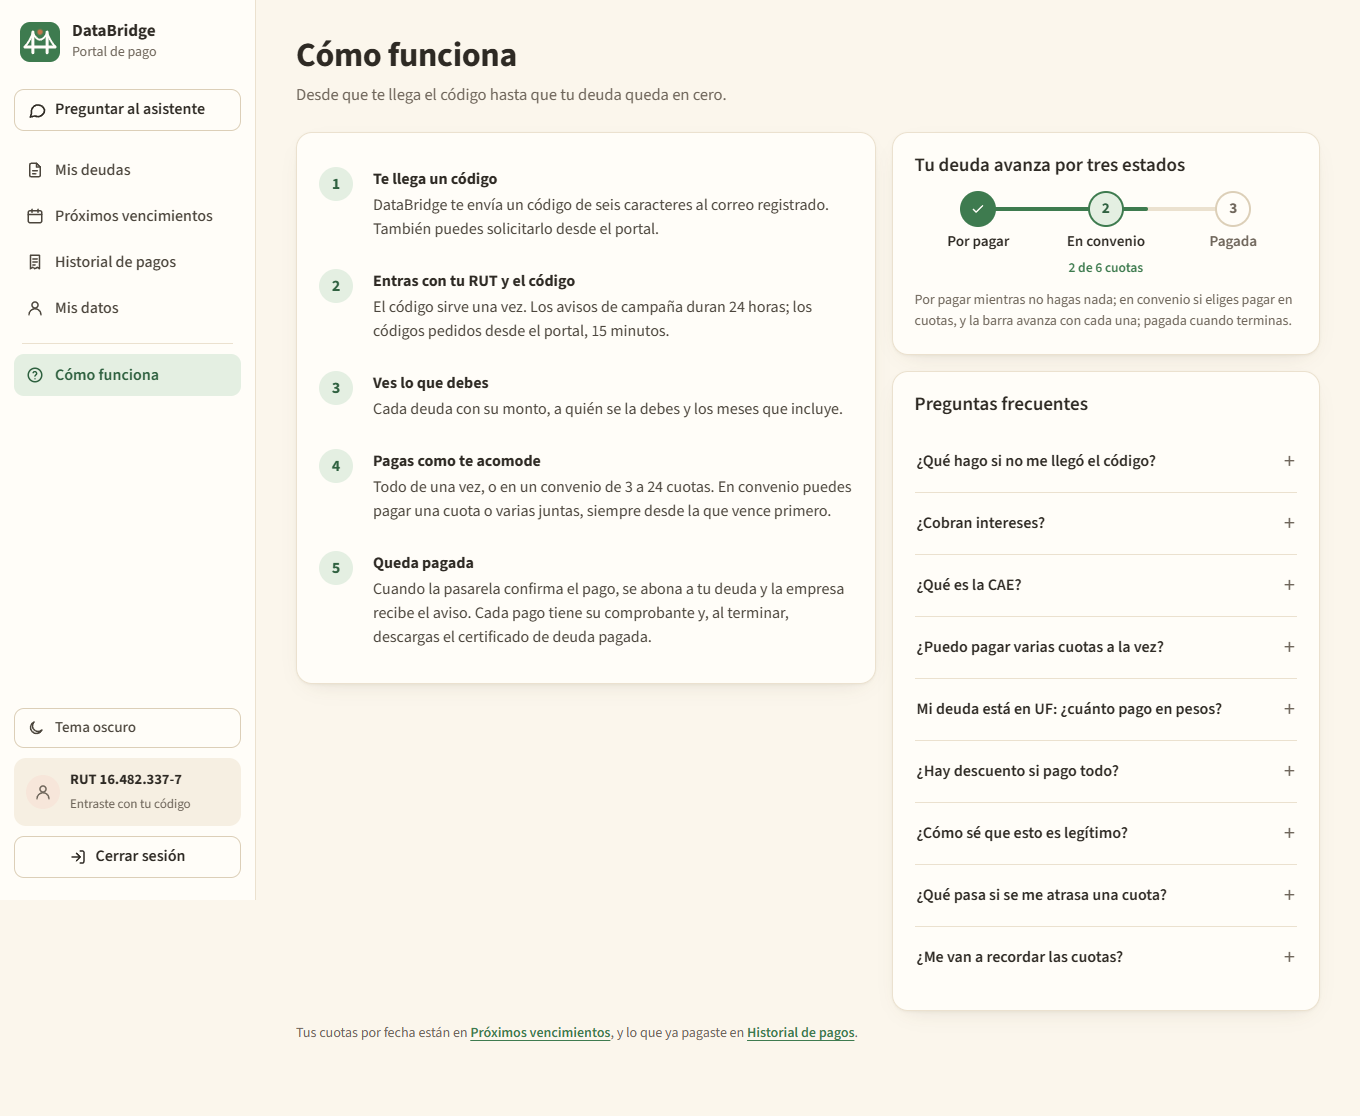 DataBridge
Portal de pago
Preguntar al asistente
Mis deudas
Próximos vencimientos
Historial de pagos
Mis datos
Cómo funciona
Tema oscuro
RUT 16.482.337-7
Entraste con tu código
Cerrar sesión
Cómo funciona
Desde que te llega el código hasta que tu deuda queda en cero.
1
Te llega un código
DataBridge te envía un código de seis caracteres al correo registrado.
También puedes solicitarlo desde el portal.
2
Entras con tu RUT y el código
El código sirve una vez. Los avisos de campaña duran 24 horas; los
códigos pedidos desde el portal, 15 minutos.
3
Ves lo que debes
Cada deuda con su monto, a quién se la debes y los meses que incluye.
4
Pagas como te acomode
Todo de una vez, o en un convenio de 3 a 24 cuotas. En convenio puedes
pagar una cuota o varias juntas, siempre desde la que vence primero.
5
Queda pagada
Cuando la pasarela confirma el pago, se abona a tu deuda y la empresa
recibe el aviso. Cada pago tiene su comprobante y, al terminar,
descargas el certificado de deuda pagada.
Tu deuda avanza por tres estados
2 3
Por pagar En convenio Pagada
2 de 6 cuotas
Por pagar mientras no hagas nada; en convenio si eliges pagar en
cuotas, y la barra avanza con cada una; pagada cuando terminas.
Preguntas frecuentes
¿Qué hago si no me llegó el código? +
¿Cobran intereses? +
¿Qué es la CAE? +
¿Puedo pagar varias cuotas a la vez? +
Mi deuda está en UF: ¿cuánto pago en pesos? +
¿Hay descuento si pago todo? +
¿Cómo sé que esto es legítimo? +
¿Qué pasa si se me atrasa una cuota? +
¿Me van a recordar las cuotas? +
Tus cuotas por fecha están en Próximos vencimientos, y lo que ya pagaste en Historial de pagos.